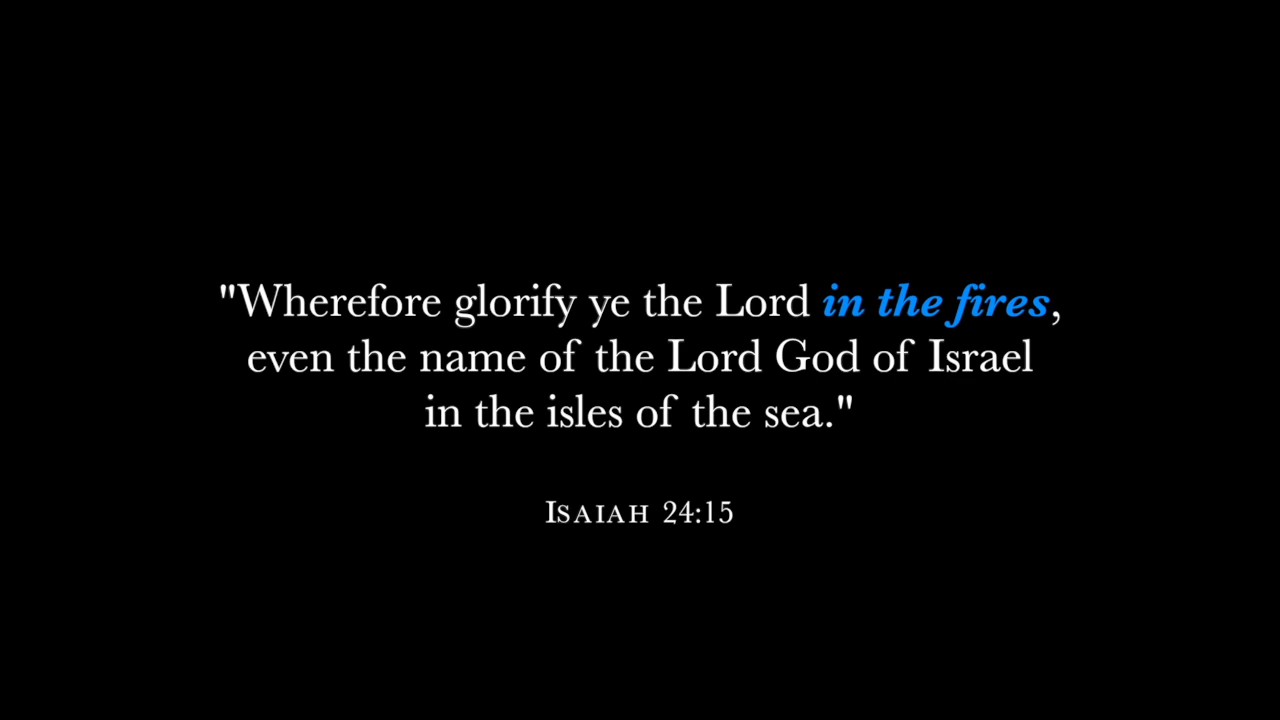 "Wherefore glorify ye the Lord in the fires,
even the name of the Lord God of Israel
in the isles of the sea."
Isaiah 24:15